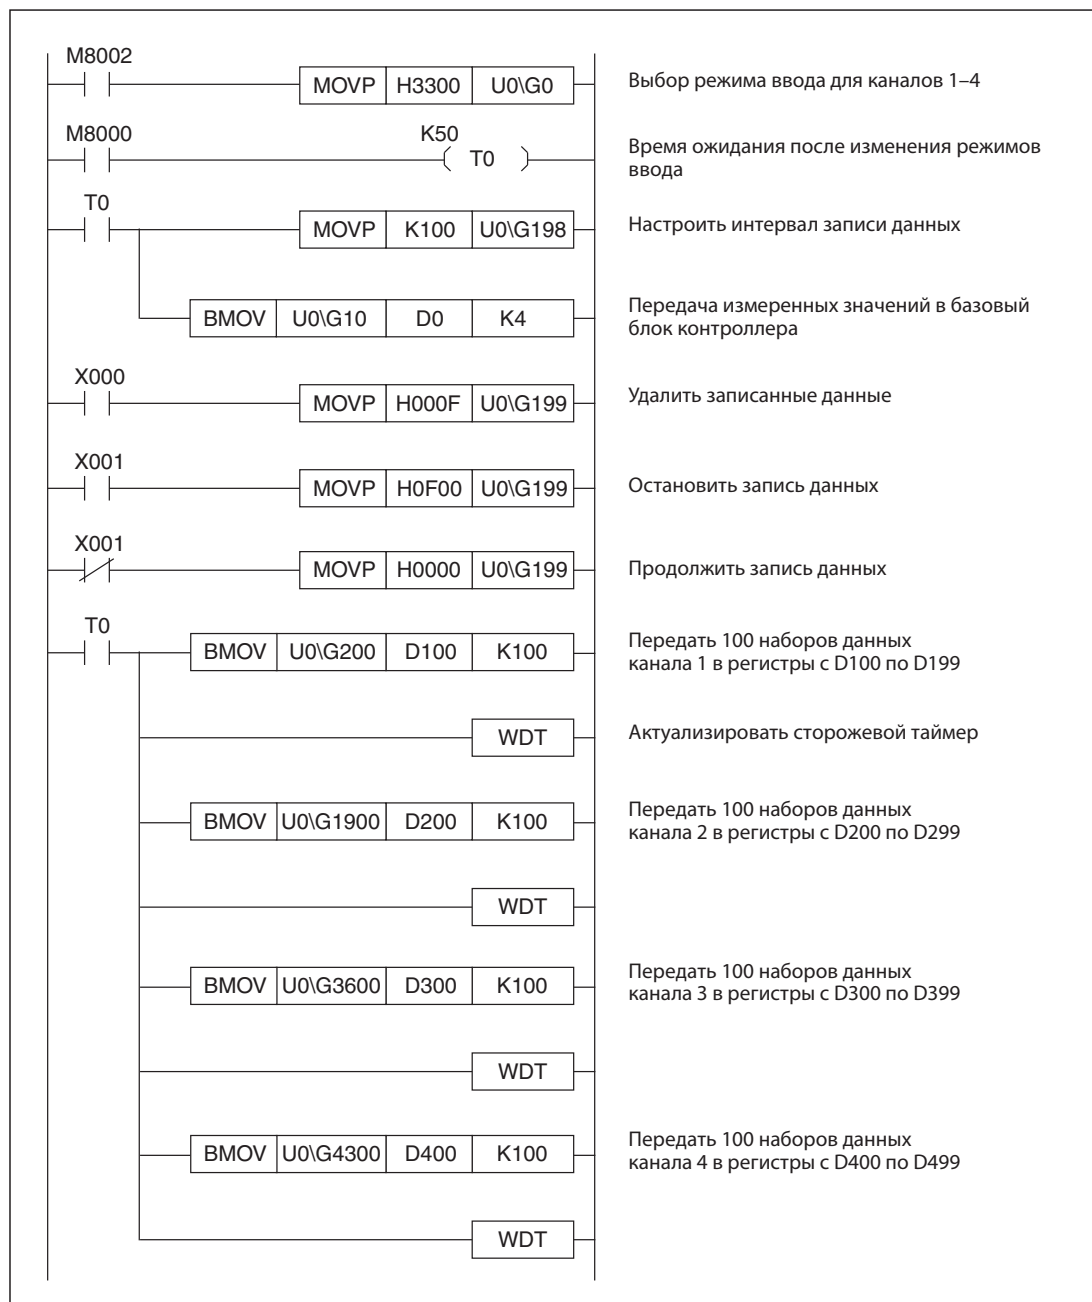 M8002
MOVP H3300 U0\G0
Выбор режима ввода для каналов 1–4
M8000
K50
T0
Время ожидания после изменения режимов
ввода
T0
MOVP K100 U0\G198
Настроить интервал записи данных
BMOV U0\G10 D0 K4
Передача измеренных значений в базовый
блок контроллера
X000
MOVP H000F U0\G199
Удалить записанные данные
X001
MOVP H0F00 U0\G199
Остановить запись данных
X001
MOVP H0000 U0\G199
Продолжить запись данных
T0
BMOV U0\G200 D100 K100
Передать 100 наборов данных
канала 1 в регистры с D100 по D199
WDT
Актуализировать сторожевой таймер
BMOV U0\G1900 D200 K100
Передать 100 наборов данных
канала 2 в регистры с D200 по D299
WDT
BMOV U0\G3600 D300 K100
Передать 100 наборов данных
канала 3 в регистры с D300 по D399
WDT
BMOV U0\G4300 D400 K100
Передать 100 наборов данных
канала 4 в регистры с D400 по D499
WDT